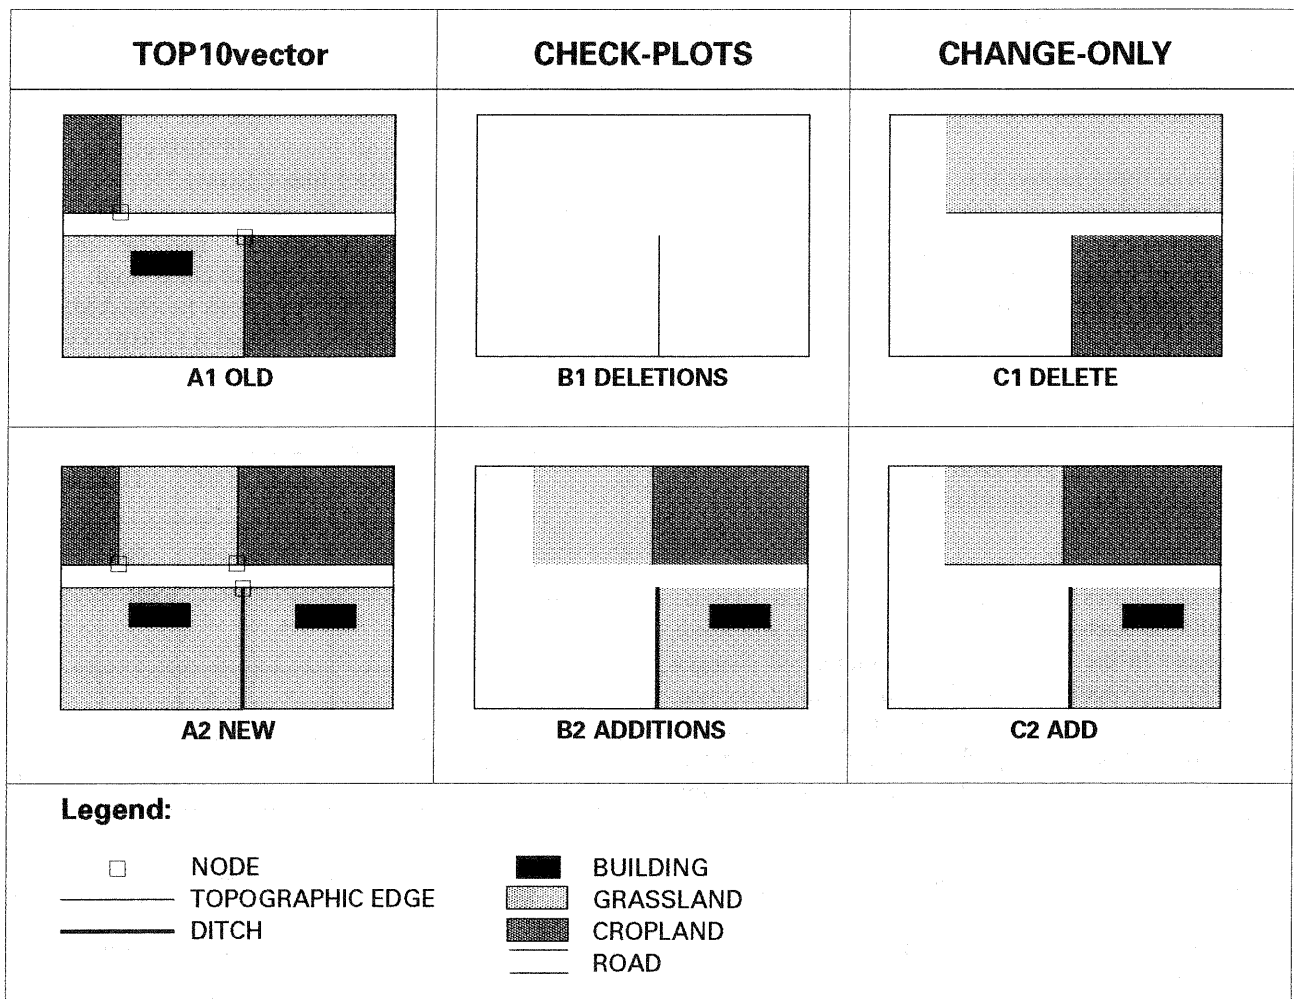 TOP10vector
CHECK-PLOTS
CHANGE-ONLY
A1 OLD
B1 DELETIONS
C1 DELETE
A2 NEW
B2 ADDITIONS
C2 ADD
Legend:
NODE
TOPOGRAPHIC EDGE
DITCH
BUILDING
GRASSLAND
CROPLAND
ROAD